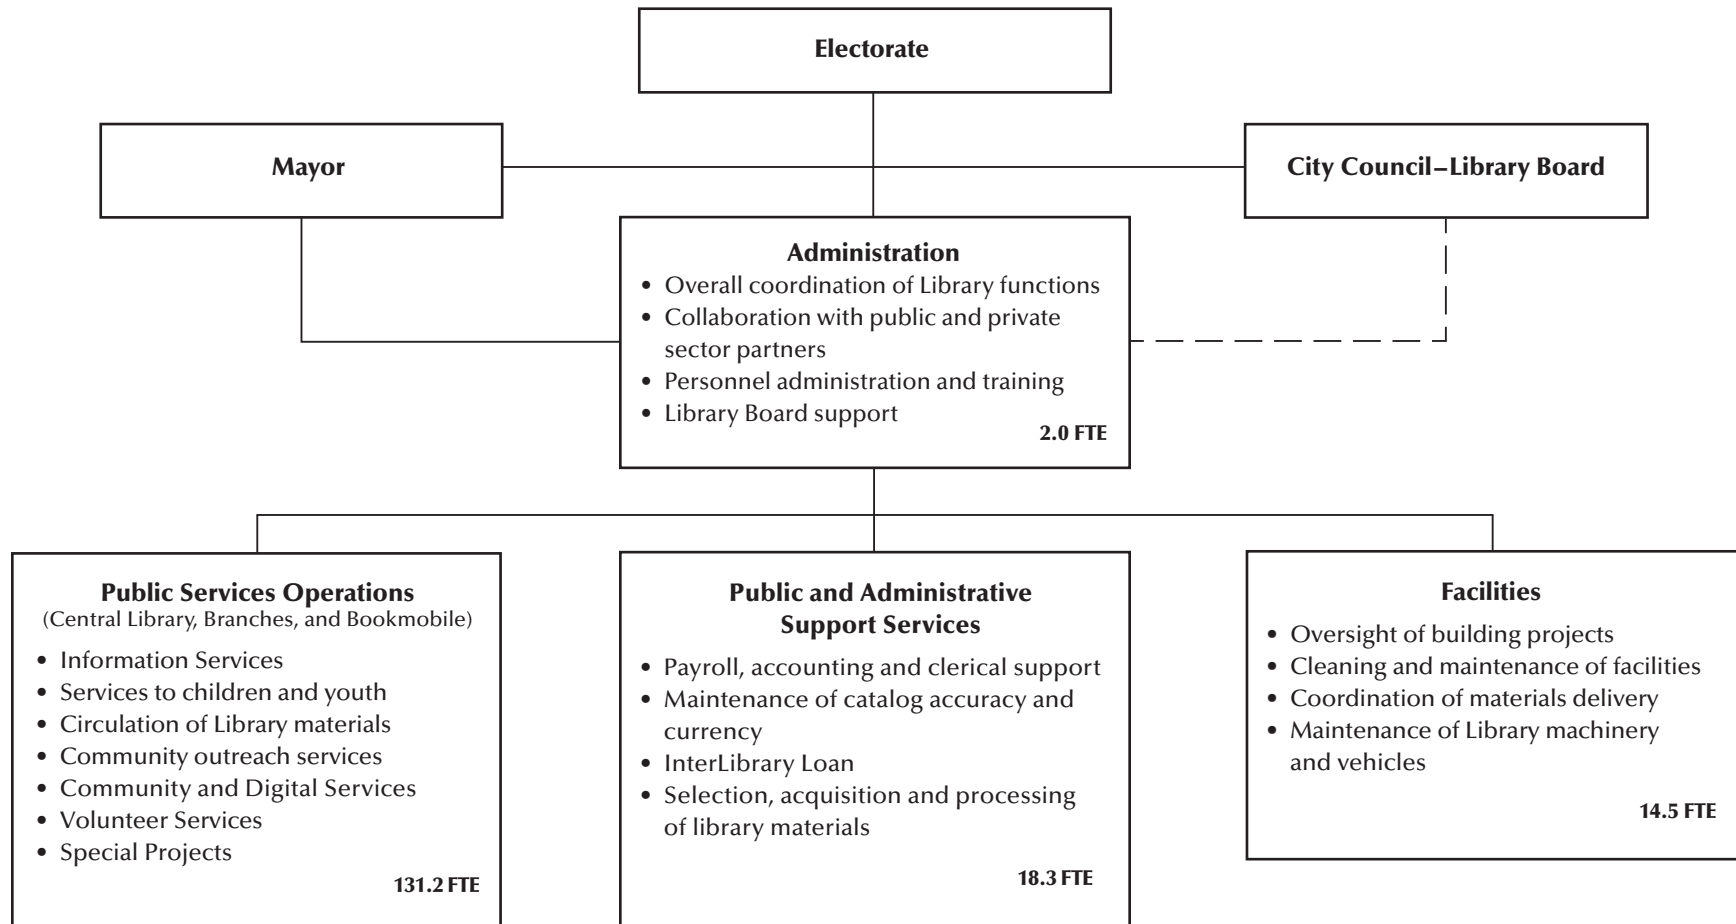 Electorate
Mayor
City Council–Library Board
Administration
• Overall coordination of Library functions
• Collaboration with public and private
sector partners
• Personnel administration and training
• Library Board support
2.0 FTE
Public Services Operations
(Central Library, Branches, and Bookmobile)
• Information Services
• Services to children and youth
• Circulation of Library materials
• Community outreach services
• Community and Digital Services
• Volunteer Services
• Special Projects
131.2 FTE
Public and Administrative
Support Services
• Payroll, accounting and clerical support
• Maintenance of catalog accuracy and
currency
• InterLibrary Loan
• Selection, acquisition and processing
of library materials
18.3 FTE
Facilities
• Oversight of building projects
• Cleaning and maintenance of facilities
• Coordination of materials delivery
• Maintenance of Library machinery
and vehicles
14.5 FTE